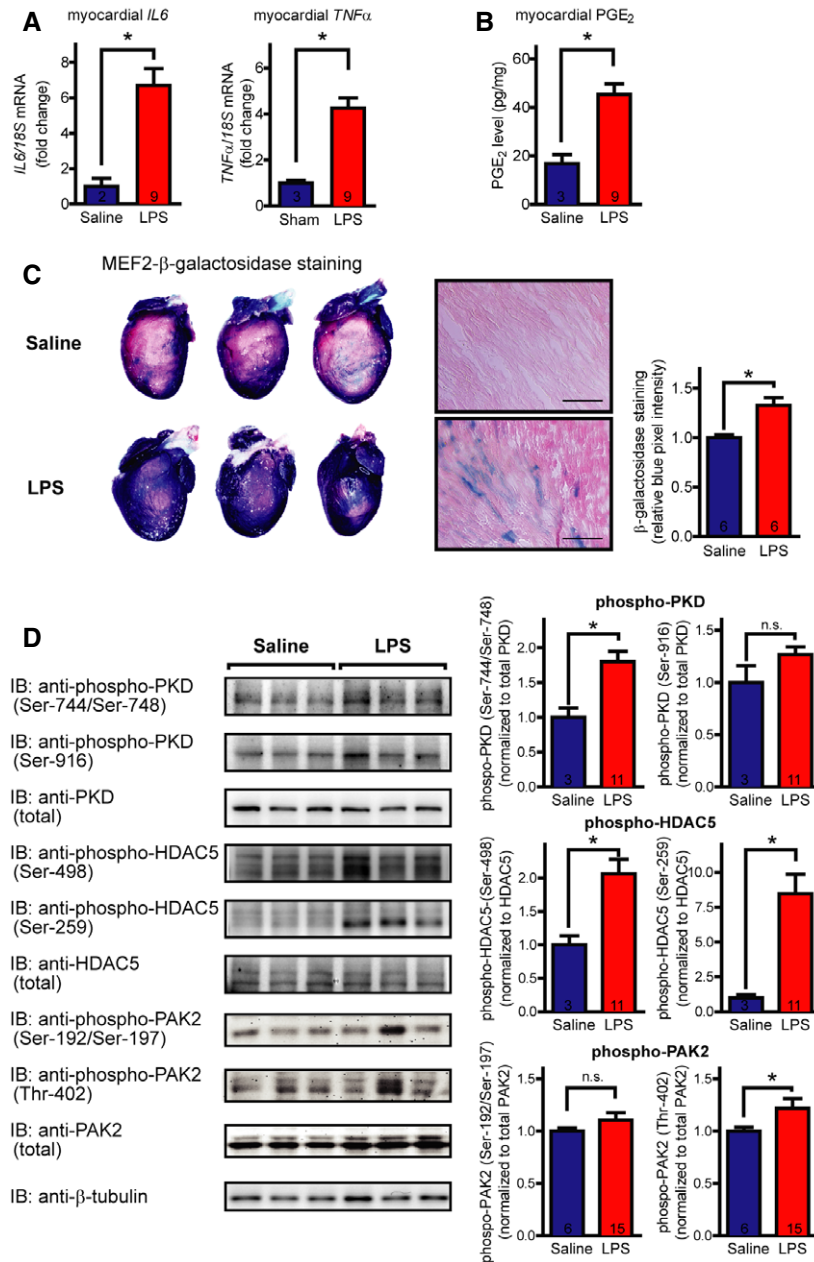 A
myocardial IL6
*
IL6/18S mRNA
(fold change)
8
6
4
2
0
2
9
Saline
LPS
myocardial TNFα
*
TNFα/18S mRNA
(fold change)
6
4
2
0
3
9
Sham
LPS
B
myocardial PGE2
*
PGE2 level (pg/mg)
60
40
20
0
3
9
Saline
LPS
C
MEF2-β-galactosidase staining
Saline
LPS
*
β-galactosidase staining
(relative blue pixel intensity)
1.5
1.0
0.5
0.0
6
6
Saline
LPS
D
Saline
LPS
IB: anti-phospho-PKD
(Ser-744/Ser-748)
IB: anti-phospho-PKD
(Ser-916)
IB: anti-PKD
(total)
IB: anti-phospho-HDAC5
(Ser-498)
IB: anti-phospho-HDAC5
(Ser-259)
IB: anti-HDAC5
(total)
IB: anti-phospho-PAK2
(Ser-192/Ser-197)
IB: anti-phospho-PAK2
(Thr-402)
IB: anti-PAK2
(total)
IB: anti-β-tubulin
phospho-PKD
*
phospo-PKD (Ser-744/Ser-748)
(normalized to total PKD)
2.0
1.5
1.0
0.5
0.0
3
11
Saline
LPS
n.s.
phospho-PKD (Ser-916)
(normalized to total PKD)
1.5
1.0
0.5
0.0
3
11
Saline
LPS
phospho-HDAC5
*
phospho-HDAC5-(Ser-498)
(normalized to HDAC5)
2.0
1.0
0.0
3
11
Saline
LPS
*
phospho-HDAC5 (Ser-259)
(normalized to HDAC5)
10.0
7.5
5.0
2.5
0.0
3
11
Saline
LPS
phospho-PAK2
n.s.
phospo-PAK2 (Ser-192/Ser-197)
(normalized to total PAK2)
1.5
1.0
0.5
0.0
6
15
Saline
LPS
*
phospo-PAK2 (Thr-402)
(normalized to total PAK2)
1.5
1.0
0.5
0.0
6
15
Saline
LPS